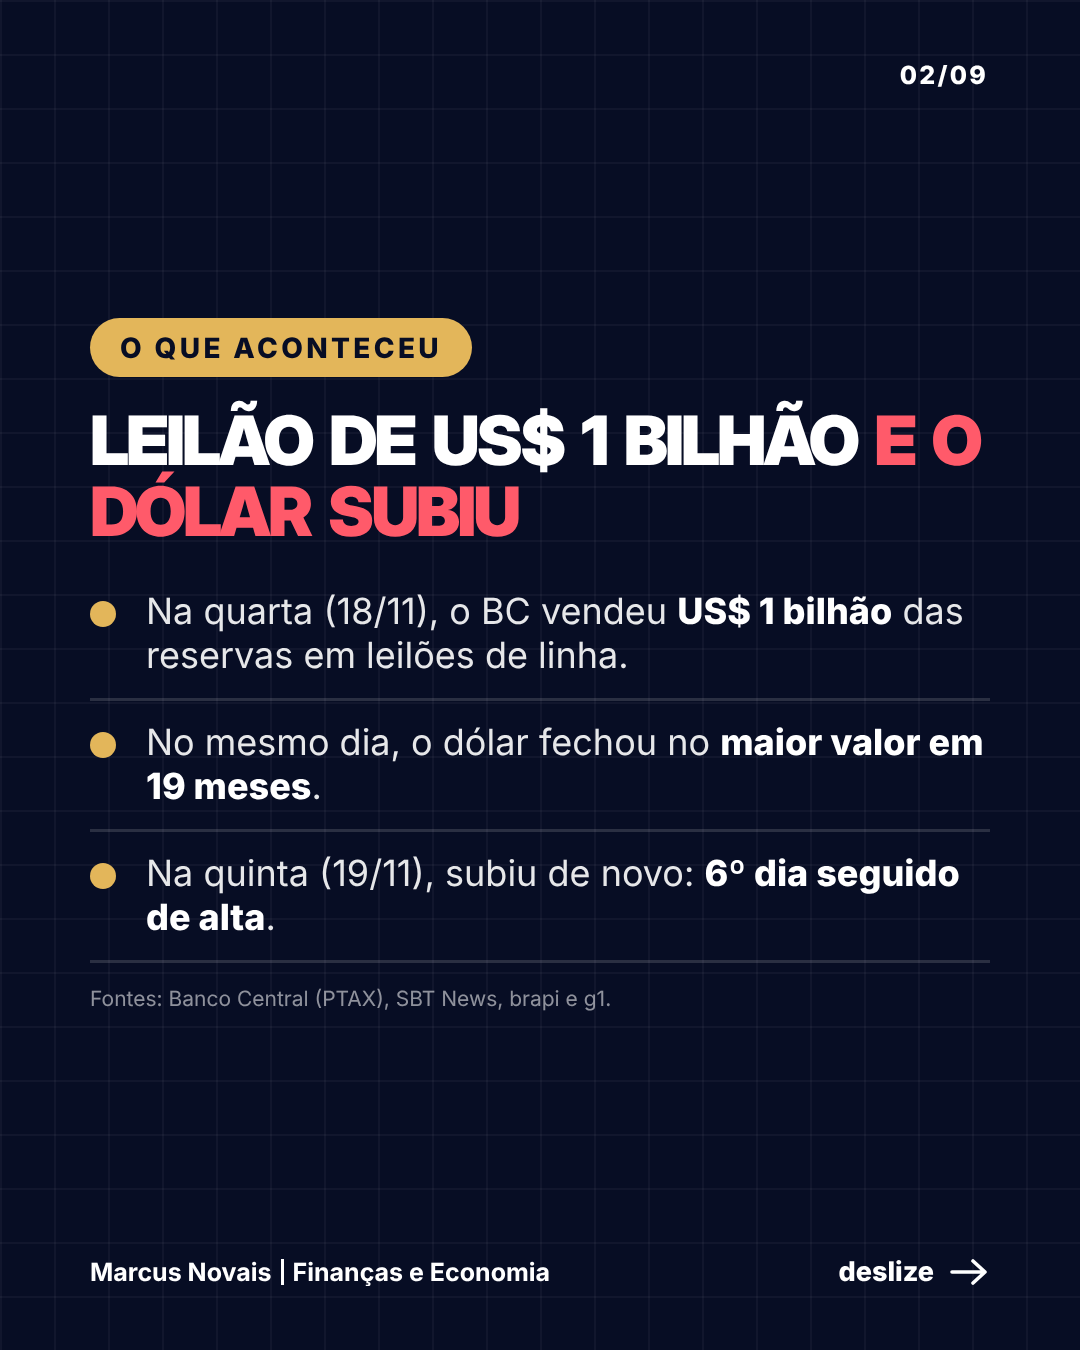 02/09
O QUE ACONTECEU
LEILÃO DE US$ 1 BILHÃO E O
DÓLAR SUBIU
Na quarta (18/11), o BC vendeu US$ 1 bilhão das
reservas em leilões de linha.
No mesmo dia, o dólar fechou no maior valor em
19 meses.
Na quinta (19/11), subiu de novo: 6º dia seguido
de alta.
Fontes: Banco Central (PTAX), SBT News, brapi e g1.
Marcus Novais | Finanças e Economia
deslize →